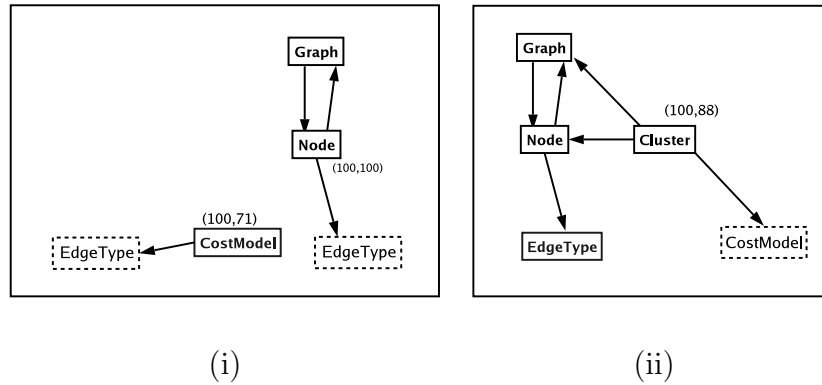 Graph
Node
(100,100)
(100,71)
EdgeType
CostModel
EdgeType
(i)
Graph
(100,88)
Node
Cluster
EdgeType
CostModel
(ii)